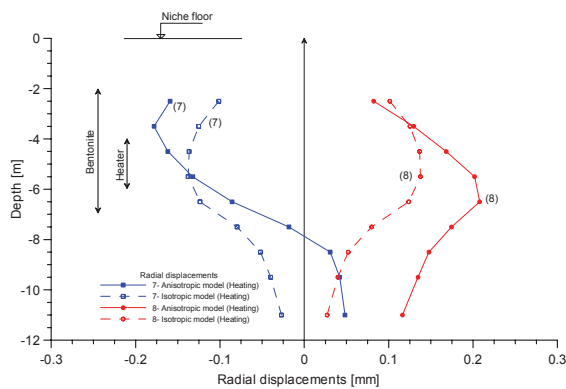 Niche floor
0
-2
-4
-6
-8
-10
-12
Depth [m]
Bentonite
Heater
(7)
(7)
(8)
(8)
Radial displacements
7- Anisotropic model (Heating)
7- Isotropic model (Heating)
8- Anisotropic model (Heating)
8- Isotropic model (Heating)
-0.3 -0.2 -0.1 0 0.1 0.2 0.3
Radial displacements [mm]